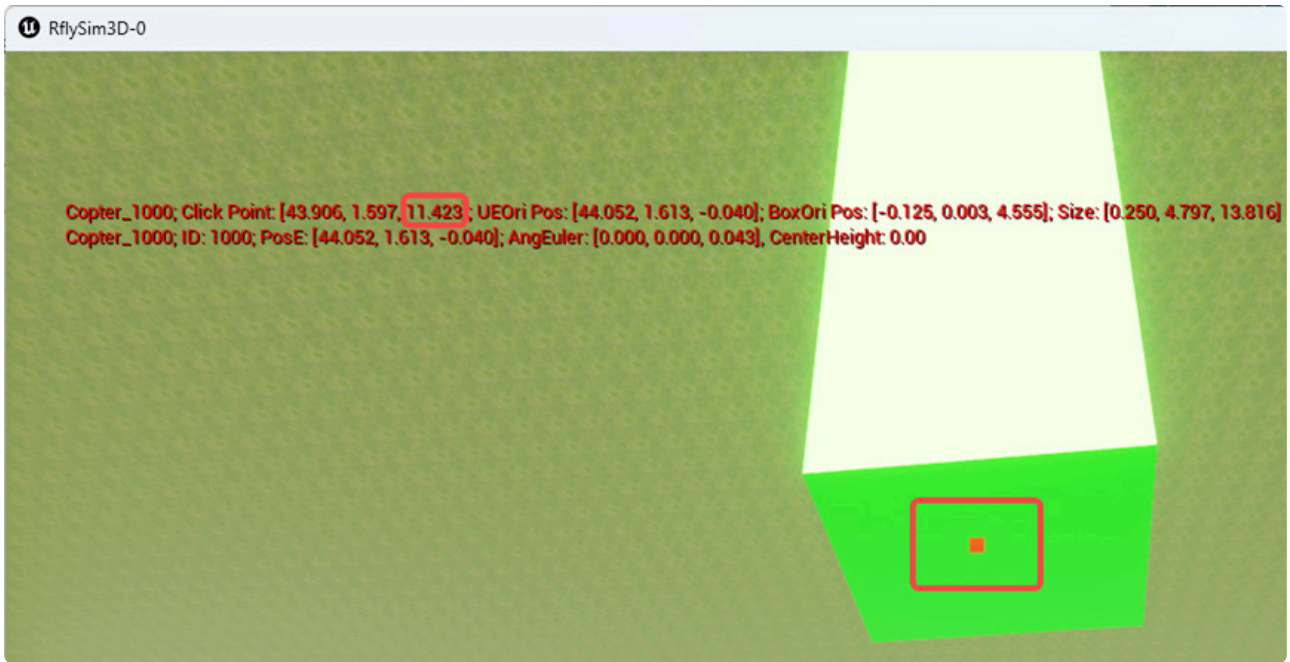 RflySim3D-0
Copter_1000; Click Point: [43.906, 1.597, 11.423]; UEOri Pos: [44.052, 1.613, -0.040]; BoxOri Pos: [-0.125, 0.003, 4.555]; Size: [0.250, 4.797, 13.816]
Copter_1000; ID: 1000; PosE: [44.052, 1.613, -0.040]; AngEuler: [0.000, 0.000, 0.043], CenterHeight: 0.00